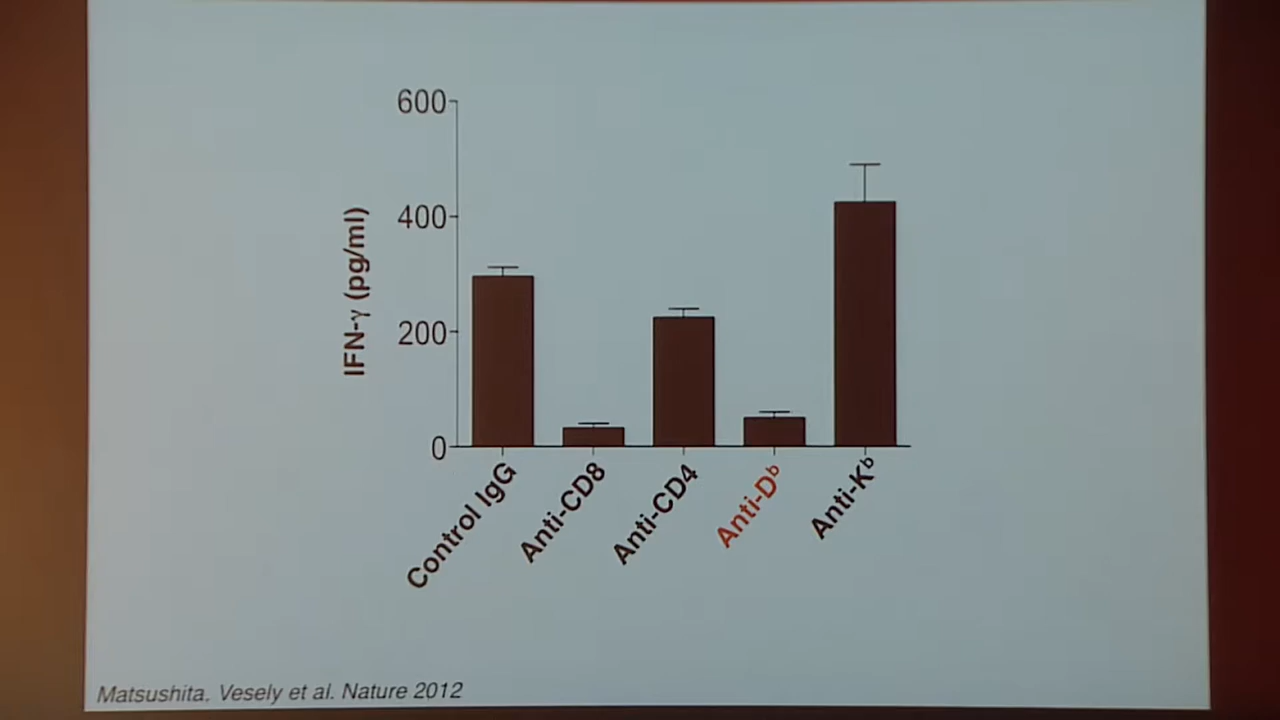 600
400
200
0
IFN-γ (pg/ml)
Control IgG
Anti-CD8
Anti-CD4
Anti-Dᵇ
Anti-Kᵇ
Matsushita, Vesely et al. Nature 2012